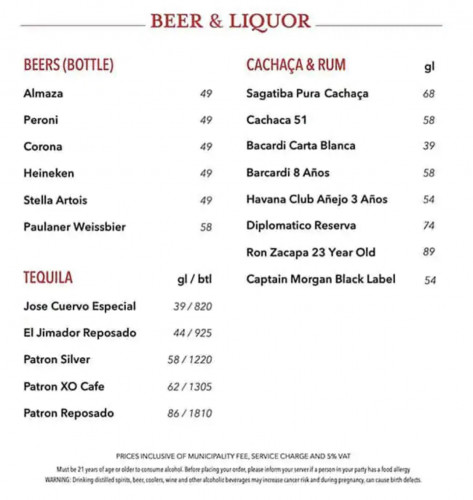 BEER & LIQUOR
BEERS (BOTTLE)
Almaza 49
Peroni 49
Corona 49
Heineken 49
Stella Artois 49
Paulaner Weissbier 58
TEQUILA gl / btl
Jose Cuervo Especial 39 / 820
El Jimador Reposado 44 / 925
Patron Silver 58 / 1220
Patron XO Cafe 62 / 1305
Patron Reposado 86 / 1810
CACHAÇA & RUM gl
Sagatiba Pura Cachaça 68
Cachaca 51 58
Bacardi Carta Blanca 39
Barcardi 8 Años 58
Havana Club Añejo 3 Años 54
Diplomatico Reserva 74
Ron Zacapa 23 Year Old 89
Captain Morgan Black Label 54
PRICES INCLUSIVE OF MUNICIPALITY FEE, SERVICE CHARGE AND 5% VAT
Must be 21 years of age or older to consume alcohol. Before placing your order, please inform your server if a person in your party has a food allergy
WARNING: Drinking distilled spirits, beer, coolers, wine and other alcoholic beverages may increase cancer risk and during pregnancy, can cause birth defects.